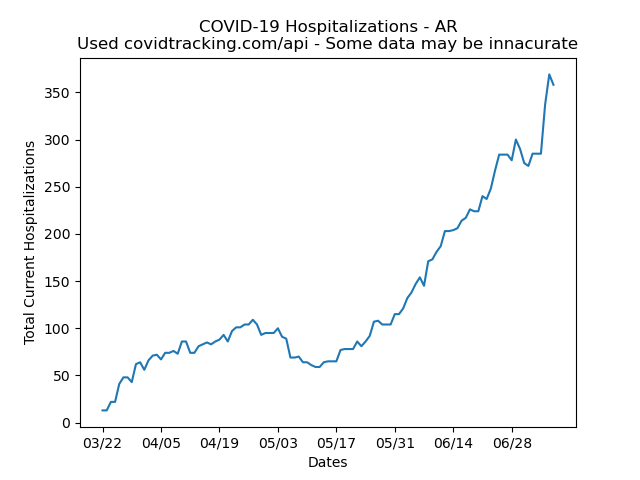 COVID-19 Hospitalizations - AR
Used covidtracking.com/api - Some data may be innacurate
Total Current Hospitalizations
350
300
250
200
150
100
50
0
03/22 04/05 04/19 05/03 05/17 05/31 06/14 06/28
Dates